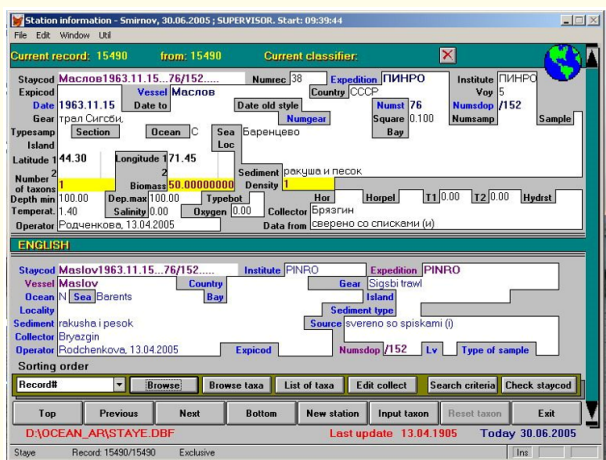 Station information - Smirnov, 30.06.2005 ; SUPERVISOR. Start: 09:39:44
File Edit Window Util
Current record: 15490 from: 15490 Current classifier:
Staycod Маслов1963.11.15...76/152..... Numrec 38 Expedition ПИНРО Institute ПИНРО
Expicod Vessel Маслов Country СССР Voy 5
Date 1963.11.15 Date to Date old style Numst 76 Numsdop /152
Gear трал Сигсби, Numgear Square 0.100 Numsamp Sample
Typesamp Section Ocean С Sea Баренцево Bay
Island Loc
Latitude 1 44.30 Longitude 1 71.45
2 2 Sediment ракуша и песок
Number of taxons 1 Biomass 50.00000000 Density 1
Depth min 100.00 Dep.max 100.00 Typebot Hor Horpel T1 0.00 T2 0.00 Hydrst
Temperat. 1.40 Salinity 0.00 Oxygen 0.00 Collector Брязгин
Operator Родченкова, 13.04.2005 Data from сверено со списками (и)
ENGLISH
Staycod Maslov1963.11.15...76/152..... Institute PINRO Expedition PINRO
Vessel Maslov Country Gear Sigsbi trawl
Ocean N Sea Barents Bay Island
Locality Sediment type
Sediment rakusha i pesok Source svereno so spiskami (i)
Collector Bryazgin
Operator Rodchenkova, 13.04.2005 Expicod Numsdop /152 Lv Type of sample
Sorting order
Record# Browse Browse taxa List of taxa Edit collect Search criteria Check staycod
Top Previous Next Bottom New station Input taxon Reset taxon Exit
D:\OCEAN_AR\STAYE.DBF Last update 13.04.1905 Today 30.06.2005
Staye Record: 15490/15490 Exclusive Ins